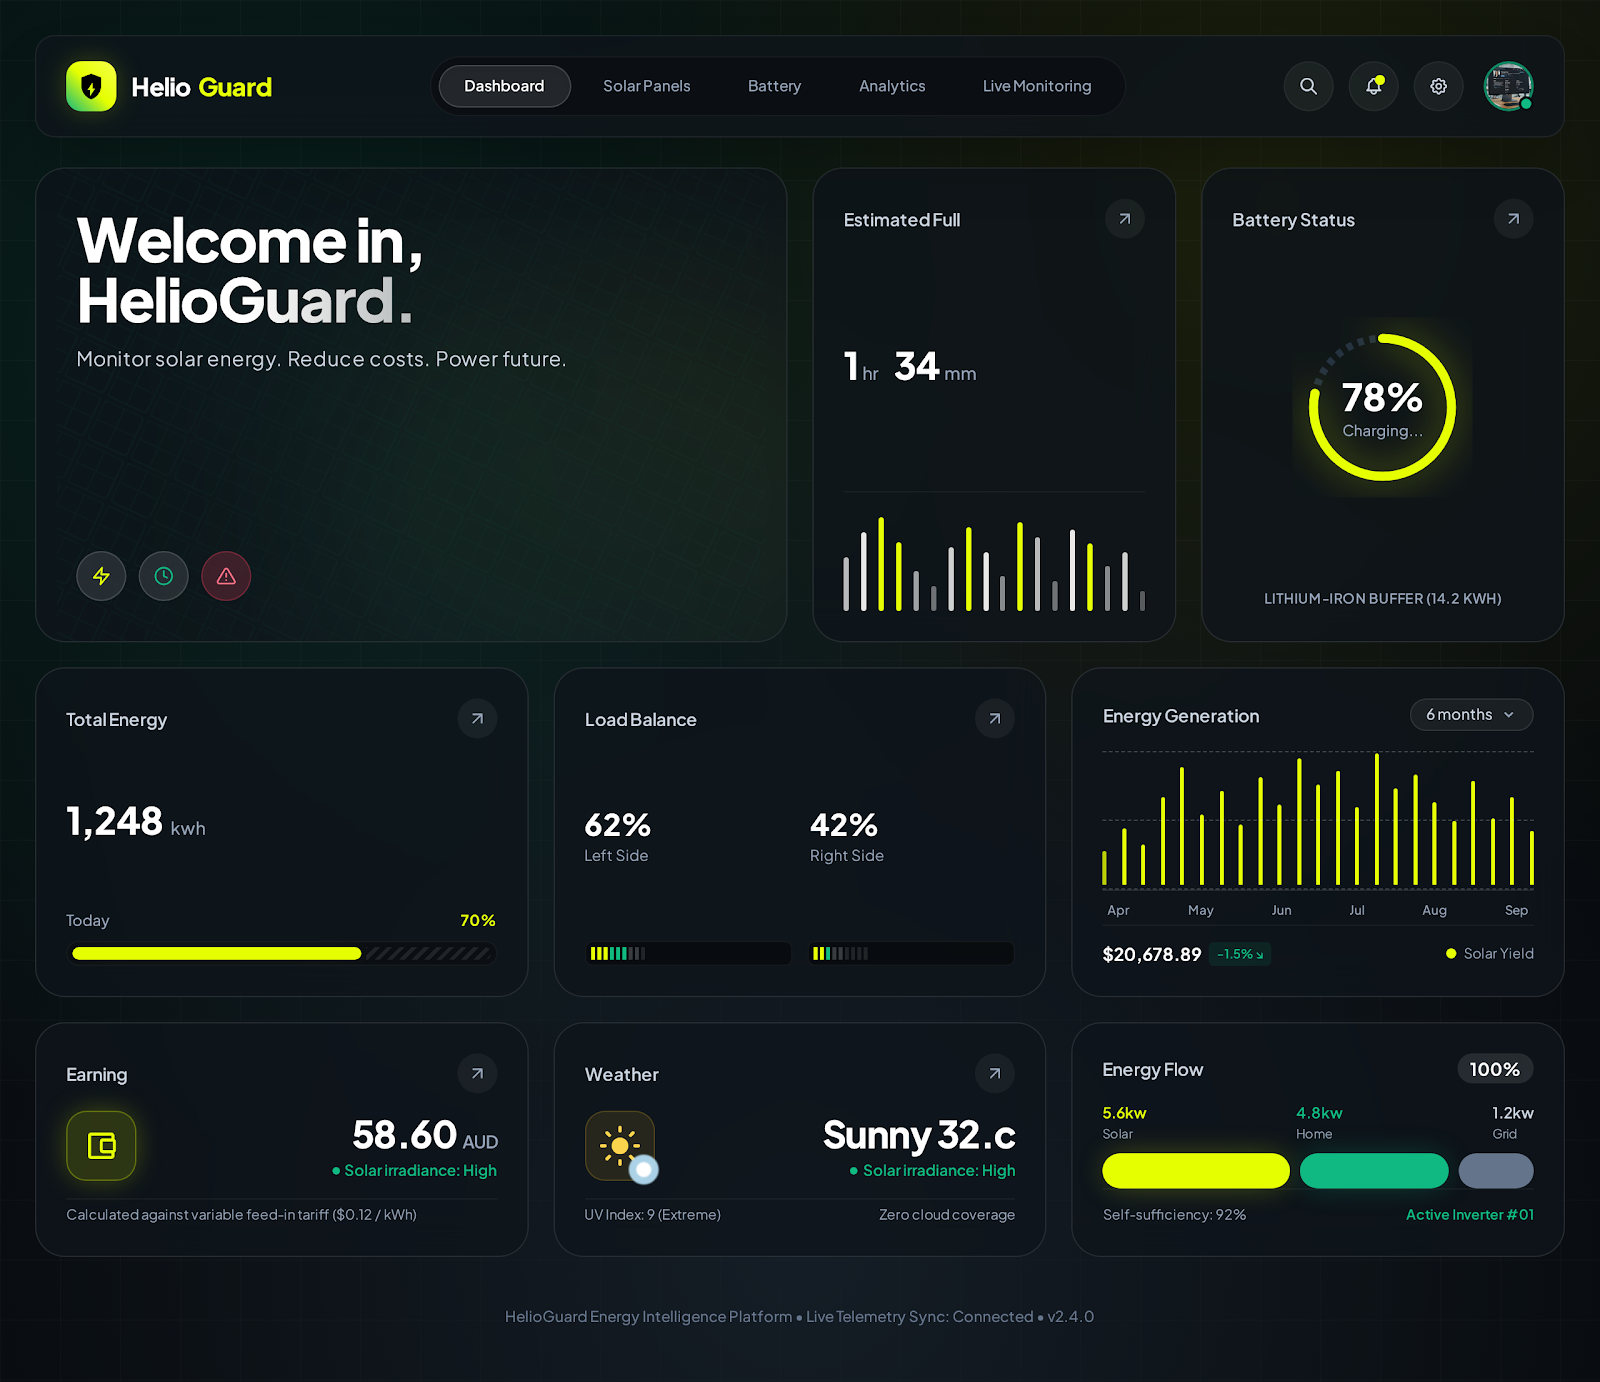 Helio Guard
Dashboard
Solar Panels
Battery
Analytics
Live Monitoring
Welcome in,
HelioGuard.
Monitor solar energy. Reduce costs. Power future.
Estimated Full
1 hr 34 mm
Battery Status
78%
Charging...
LITHIUM-IRON BUFFER (14.2 KWH)
Total Energy
1,248 kwh
Today
70%
Load Balance
62%
Left Side
42%
Right Side
Energy Generation
6 months
Apr May Jun Jul Aug Sep
$20,678.89
-1.5% ↘
Solar Yield
Earning
58.60 AUD
• Solar irradiance: High
Calculated against variable feed-in tariff ($0.12 / kWh)
Weather
Sunny 32.c
• Solar irradiance: High
UV Index: 9 (Extreme)
Zero cloud coverage
Energy Flow
100%
5.6kw
Solar
4.8kw
Home
1.2kw
Grid
Self-sufficiency: 92%
Active Inverter #01
HelioGuard Energy Intelligence Platform • Live Telemetry Sync: Connected • v2.4.0